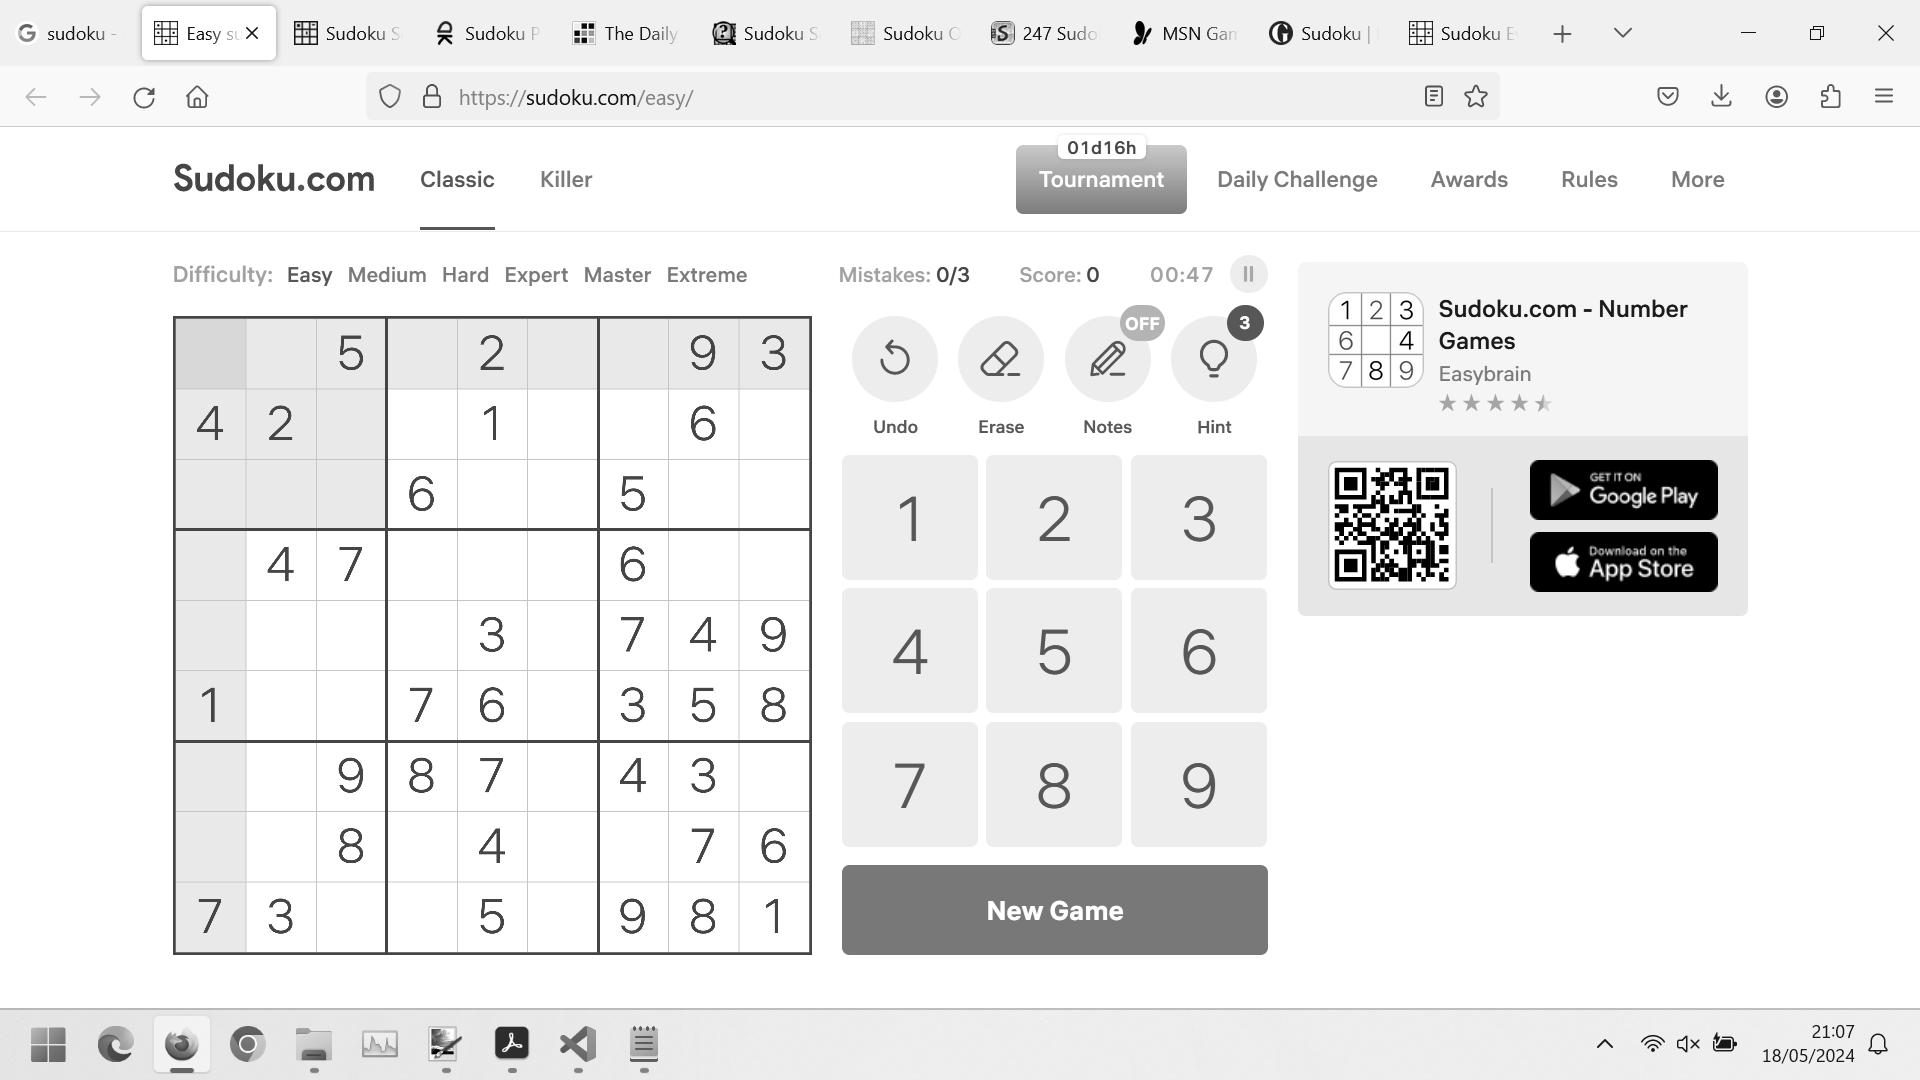 sudoku -
Easy su
Sudoku S
Sudoku P
The Daily
Sudoku S
Sudoku O
247 Sudo
MSN Gam
Sudoku |
Sudoku E
https://sudoku.com/easy/
Sudoku.com
Classic
Killer
01d16h
Tournament
Daily Challenge
Awards
Rules
More
Difficulty: Easy Medium Hard Expert Master Extreme
Mistakes: 0/3
Score: 0
00:47
5 2 9 3
4 2 1 6
6 5
4 7 6
3 7 4 9
1 7 6 3 5 8
9 8 7 4 3
8 4 7 6
7 3 5 9 8 1
OFF
3
Undo
Erase
Notes
Hint
1 2 3
4 5 6
7 8 9
New Game
1 2 3
6 4
7 8 9
Sudoku.com - Number
Games
Easybrain
GET IT ON
Google Play
Download on the
App Store
21:07
18/05/2024